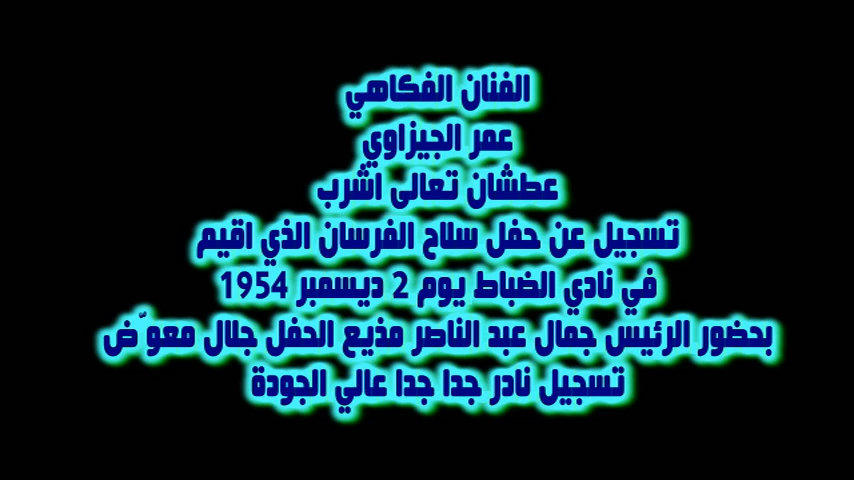 الفنان الفكاهي
عمر الجيزاوي
عطشان تعالى اشرب
تسجيل عن حفل سلاح الفرسان الذي اقيم
في نادي الضباط يوم 2 ديسمبر 1954
بحضور الرئيس جمال عبد الناصر مذيع الحفل جلال معوّض
تسجيل نادر جدا جدا عالي الجودة